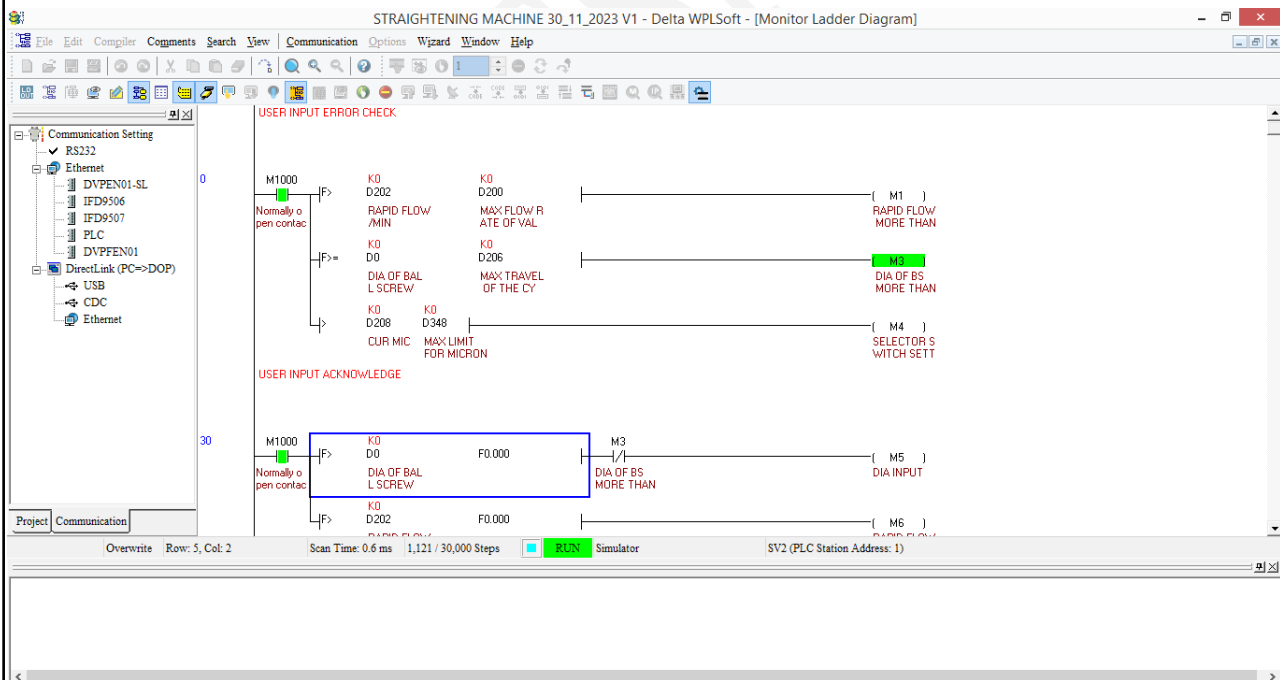 STRAIGHTENING MACHINE 30_11_2023 V1 - Delta WPLSoft - [Monitor Ladder Diagram]
File Edit Compiler Comments Search View Communication Options Wizard Window Help
1
USER INPUT ERROR CHECK
Communication Setting
RS232
Ethernet
DVPEN01-SL
IFD9506
IFD9507
PLC
DVPFEN01
DirectLink (PC=>DOP)
USB
CDC
Ethernet
Project Communication
0
M1000 K0 K0
F> D202 D200 ( M1 )
Normally o RAPID FLOW MAX FLOW R RAPID FLOW
pen contac /MIN ATE OF VAL MORE THAN
K0 K0
F>= D0 D206 ( M3 )
DIA OF BAL MAX TRAVEL DIA OF BS
L SCREW OF THE CY MORE THAN
K0 K0
> D208 D348 ( M4 )
CUR MIC MAX LIMIT SELECTOR S
FOR MICRON WITCH SETT
USER INPUT ACKNOWLEDGE
30
M1000 K0 M3
F> D0 F0.000 ( M5 )
Normally o DIA OF BAL DIA OF BS DIA INPUT
pen contac L SCREW MORE THAN
K0
F> D202 F0.000 ( M6 )
RAPID FLOW RAPID FLOW
Overwrite Row: 5, Col: 2 Scan Time: 0.6 ms 1,121 / 30,000 Steps RUN Simulator SV2 (PLC Station Address: 1)